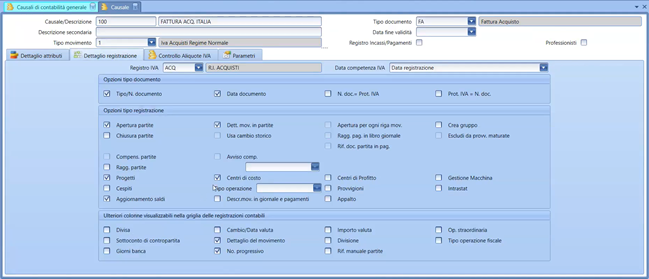 Causali di contabilità generale Causale
Causale/Descrizione 100 FATTURA ACQ. ITALIA Tipo documento FA Fattura Acquisto
Descrizione secondaria Data fine validità
Tipo movimento 1 Iva Acquisti Regime Normale Registro Incassi/Pagamenti Professionisti
Dettaglio attributi Dettaglio registrazione Controllo Aliquote IVA Parametri
Registro IVA ACQ R.I. ACQUISTI Data competenza IVA Data registrazione
Opzioni tipo documento
Tipo/N. documento Data documento N. doc.= Prot. IVA Prot. IVA = N. doc.
Opzioni tipo registrazione
Apertura partite Dett. mov. in partite Apertura per ogni riga mov. Crea gruppo
Chiusura partite Usa cambio storico Ragg. pag. in libro giornale Escludi da provv. maturate
Rif. doc. partita in pag.
Compens. partite Avviso comp.
Ragg. partite
Progetti Centri di costo Centri di Profitto Gestione Macchina
Cespiti Tipo operazione Provvigioni Intrastat
Aggiornamento saldi Descr.mov. in giornale e pagamenti Appalto
Ulteriori colonne visualizzabili nella griglia delle registrazioni contabili
Divisa Cambio/Data valuta Importo valuta Op. straordinaria
Sottoconto di contropartita Dettaglio del movimento Divisione Tipo operazione fiscale
Giorni banca No. progressivo Rif. manuale partite